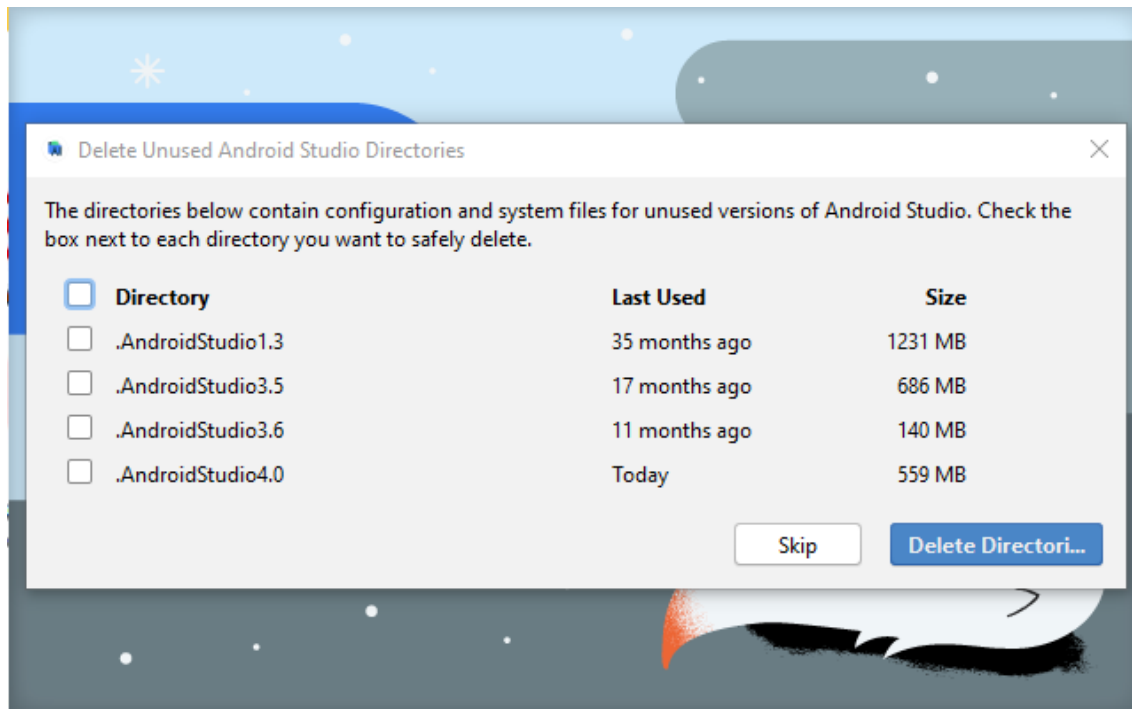 Delete Unused Android Studio Directories
The directories below contain configuration and system files for unused versions of Android Studio. Check the
box next to each directory you want to safely delete.
Directory Last Used Size
.AndroidStudio1.3 35 months ago 1231 MB
.AndroidStudio3.5 17 months ago 686 MB
.AndroidStudio3.6 11 months ago 140 MB
.AndroidStudio4.0 Today 559 MB
Skip Delete Directori...